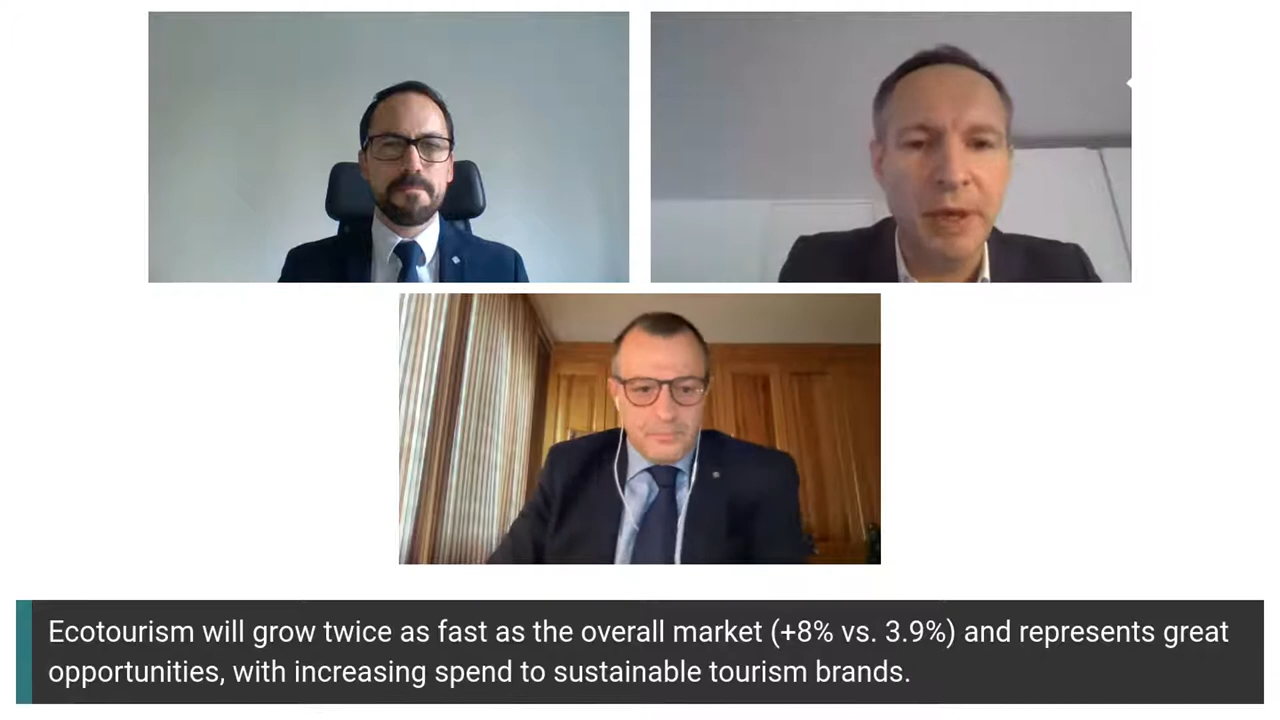 Ecotourism will grow twice as fast as the overall market (+8% vs. 3.9%) and represents great
opportunities, with increasing spend to sustainable tourism brands.